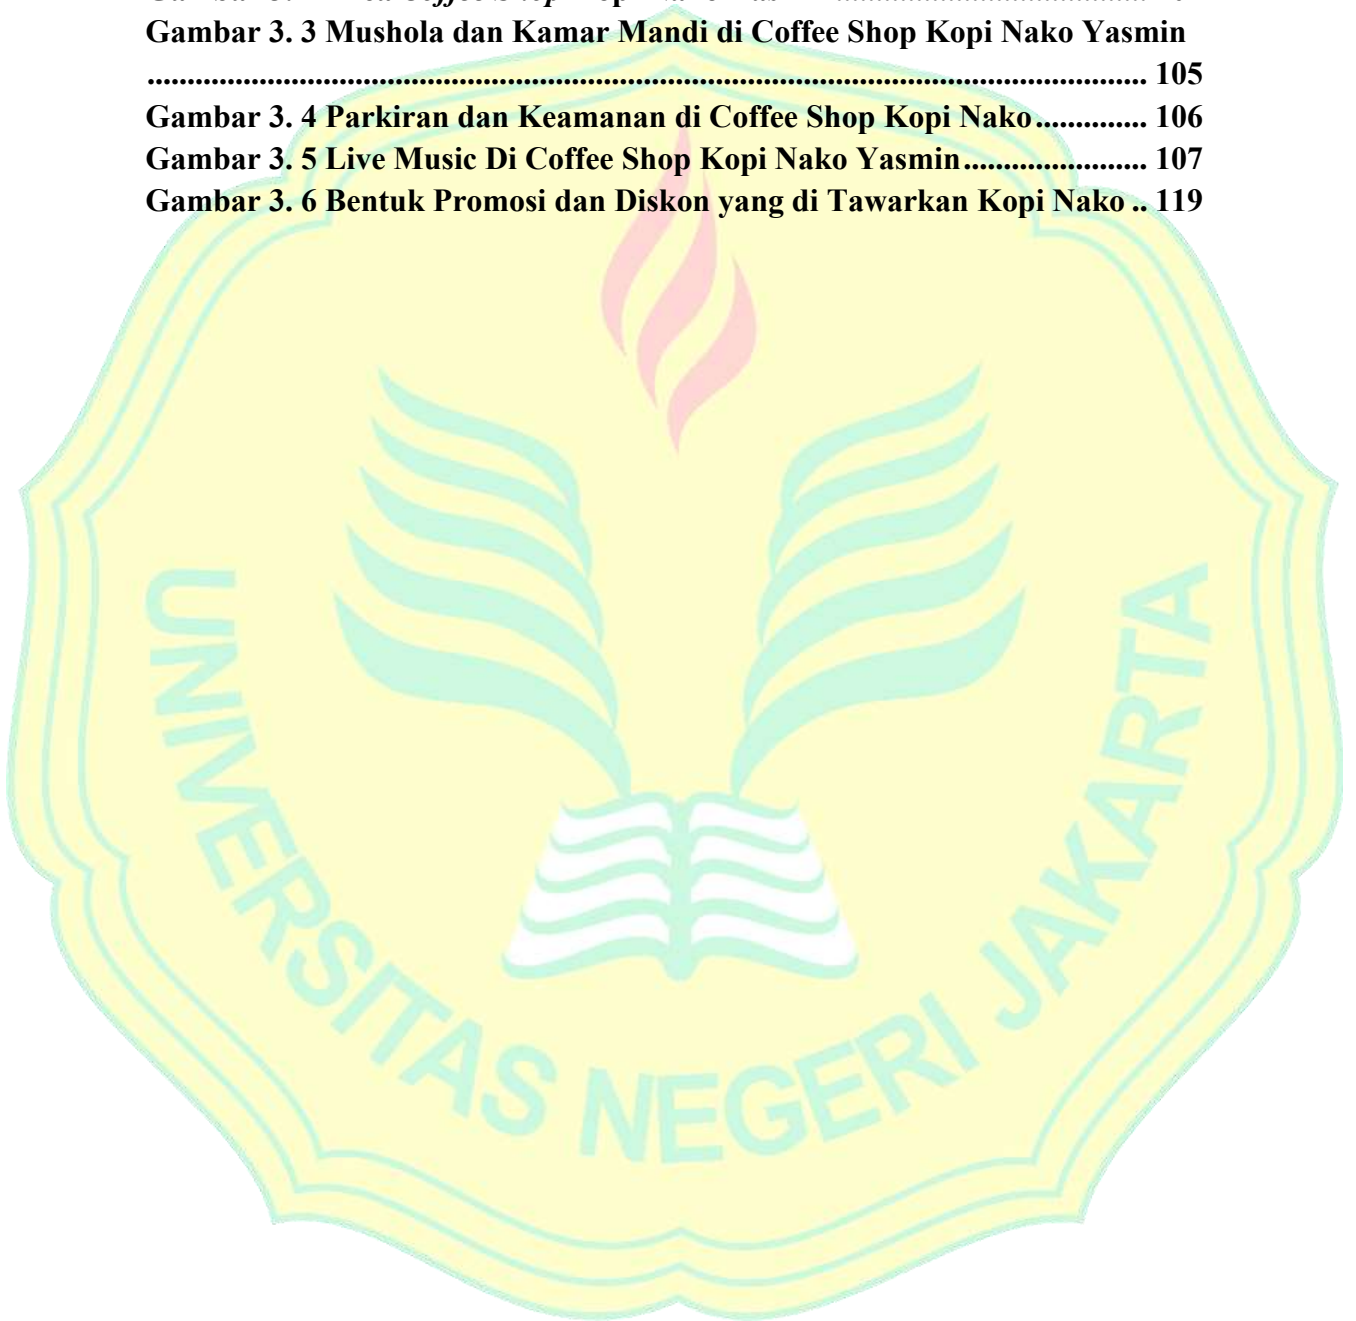 Coffee Shop
Gambar 3. 3 Mushola dan Kamar Mandi di Coffee Shop Kopi Nako Yasmin
............................................................................................................................. 105
Gambar 3. 4 Parkiran dan Keamanan di Coffee Shop Kopi Nako.............. 106
Gambar 3. 5 Live Music Di Coffee Shop Kopi Nako Yasmin....................... 107
Gambar 3. 6 Bentuk Promosi dan Diskon yang di Tawarkan Kopi Nako .. 119
UNIVERSITAS NEGERI JAKARTA